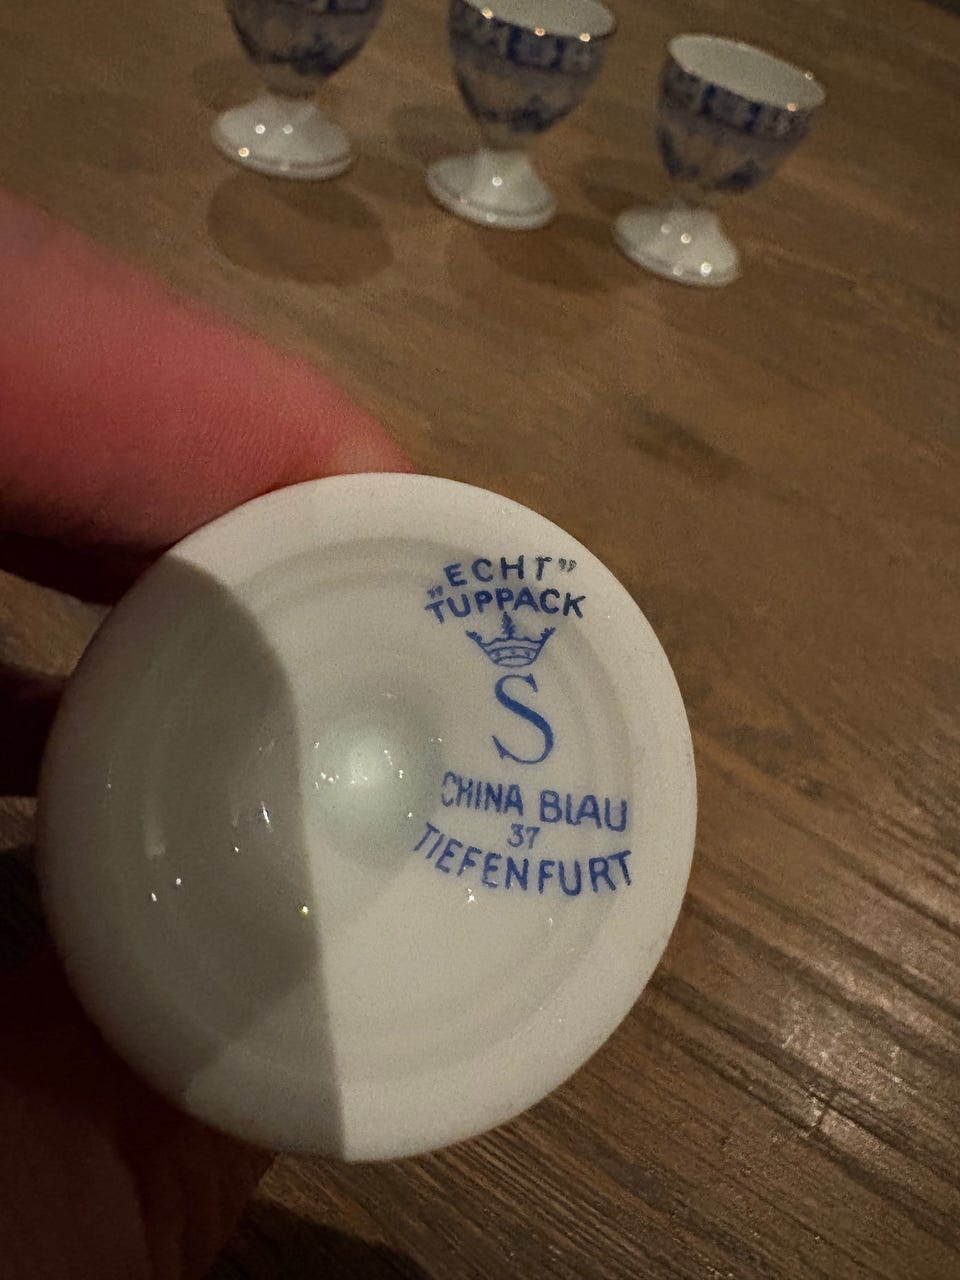 „ECHT”
TUPPACK
S
CHINA BLAU
37
TIEFENFURT